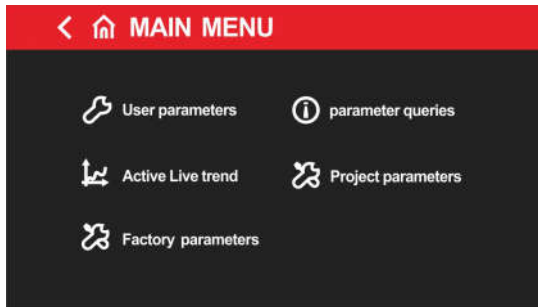 MAIN MENU
User parameters
parameter queries
Active Live trend
Project parameters
Factory parameters